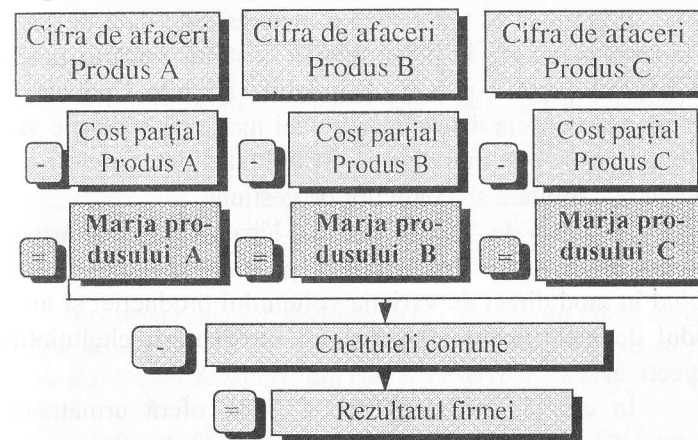 Cifra de afaceri
Produs A
Cifra de afaceri
Produs B
Cifra de afaceri
Produs C
-
Cost parțial
Produs A
-
Cost parțial
Produs B
-
Cost parțial
Produs C
=
Marja pro-
dusului A
=
Marja pro-
dusului B
=
Marja pro-
dusului C
-
Cheltuieli comune
=
Rezultatul firmei